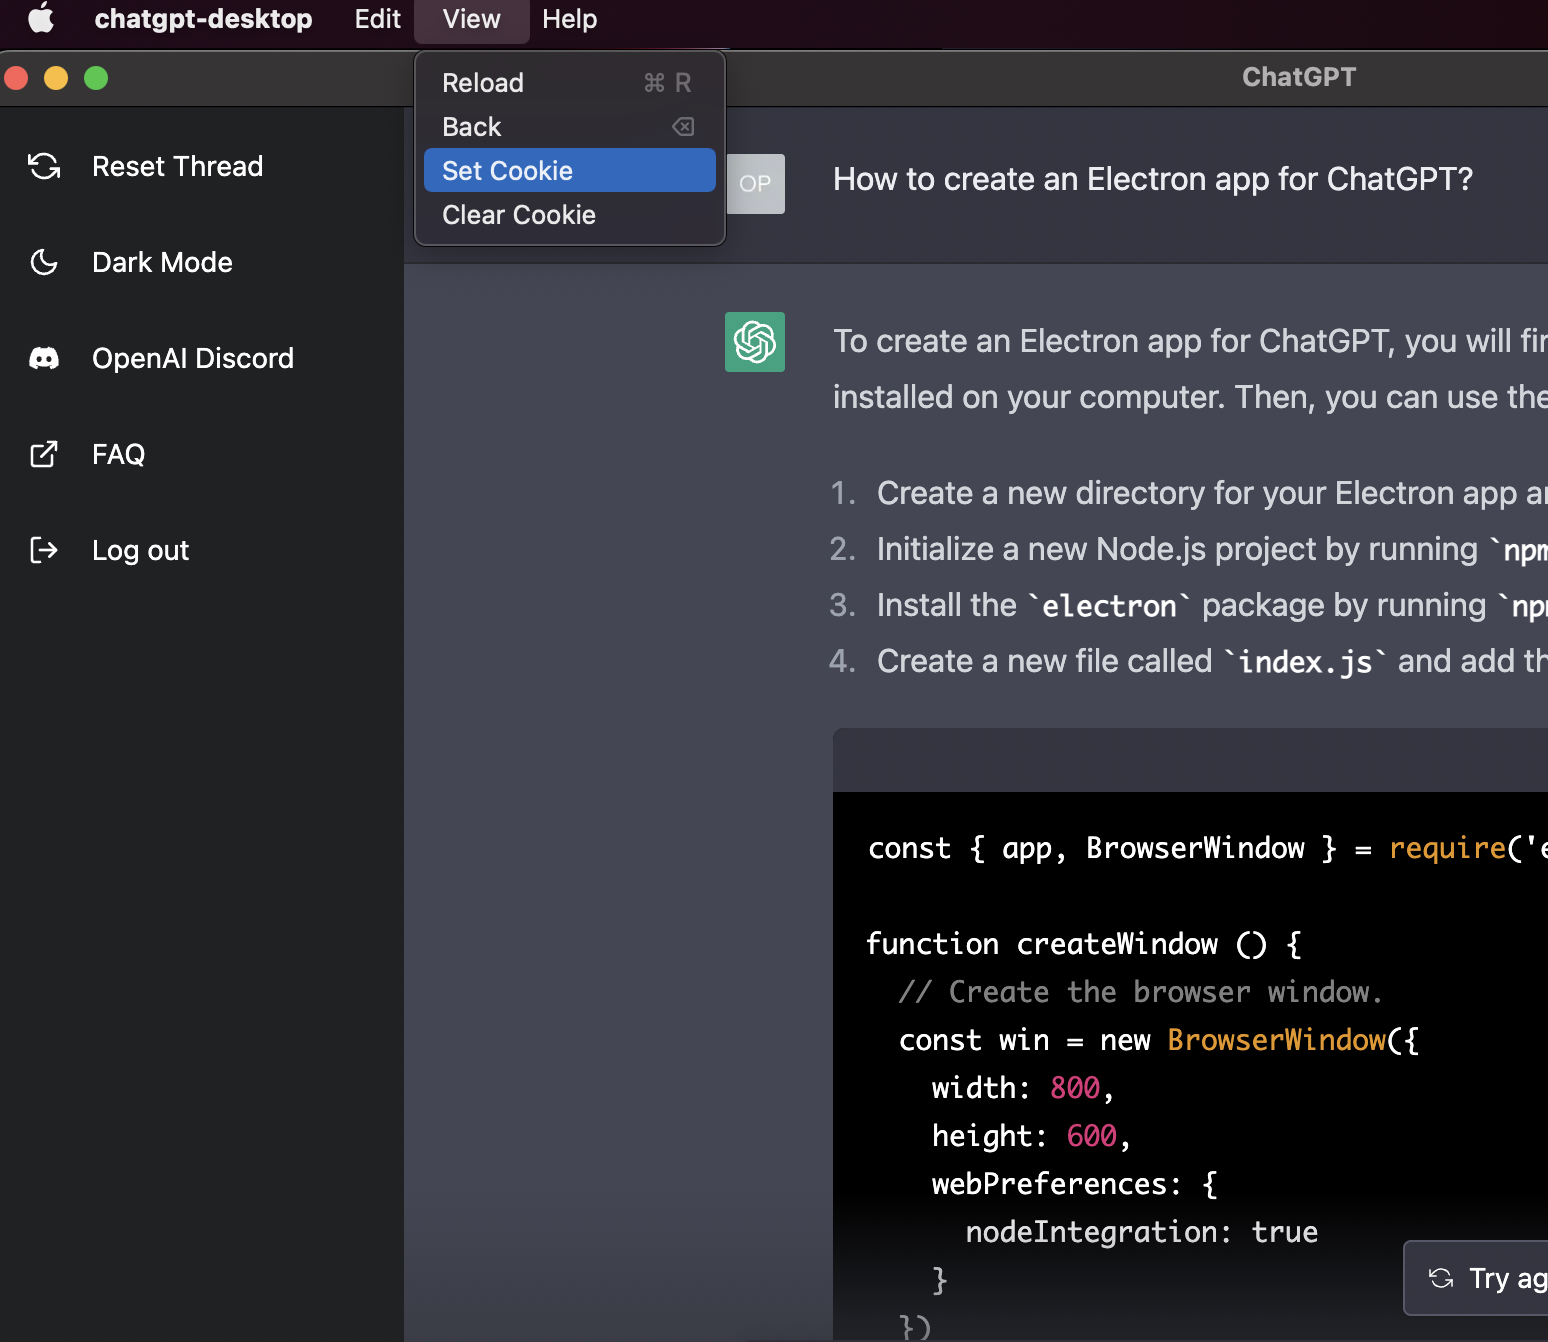 chatgpt-desktop Edit View Help
ChatGPT
Reload ⌘ R
Back ⌫
Set Cookie
Clear Cookie
Reset Thread
Dark Mode
OpenAI Discord
FAQ
Log out
OP
How to create an Electron app for ChatGPT?
To create an Electron app for ChatGPT, you will
installed on your computer. Then, you can use the
1. Create a new directory for your Electron app
2. Initialize a new Node.js project by running `npm
3. Install the `electron` package by running `
4. Create a new file called `index.js` and add
const { app, BrowserWindow } = require('
function createWindow () {
// Create the browser window.
const win = new BrowserWindow({
width: 800,
height: 600,
webPreferences: {
nodeIntegration: true
}
})
Try